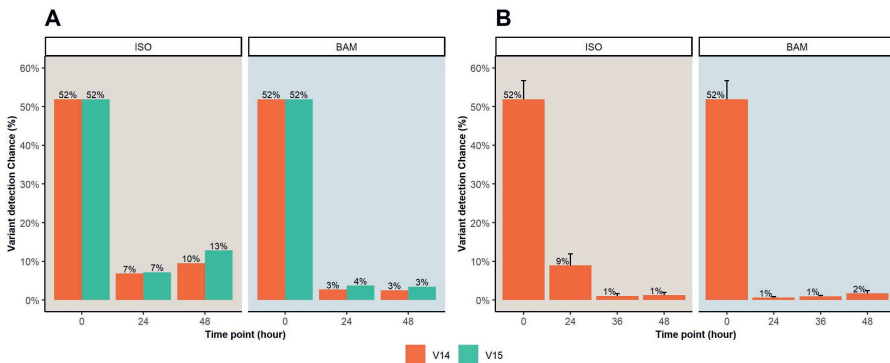 A
B
ISO
BAM
ISO
BAM
Variant detection Chance (%)
60%
50%
40%
30%
20%
10%
0%
52% 52%
7% 7%
10% 13%
52% 52%
3% 4%
3% 3%
0 24 48
0 24 48
Time point (hour)
Variant detection Chance (%)
60%
50%
40%
30%
20%
10%
0%
52%
9%
1%
1%
52%
1%
1%
2%
0 24 36 48
0 24 36 48
Time point (hour)
V14 V15